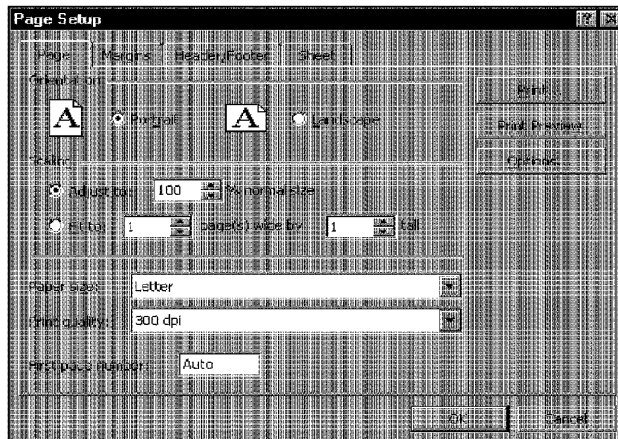 Page Setup
Page Margins Header/Footer Sheet
Orientation
A Portrait A Landscape
Print...
Print Preview
Options...
Scaling
Adjust to: 100 % normal size
Fit to: 1 page(s) wide by 1 tall
Paper size: Letter
Print quality: 300 dpi
First page number: Auto
OK Cancel